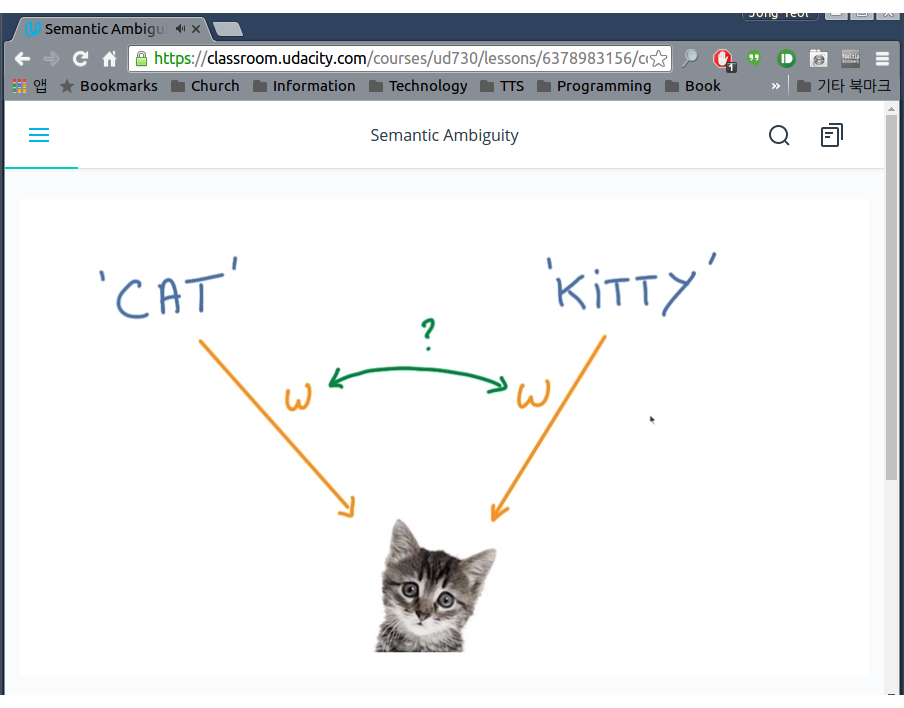 Jong Yeol
Semantic Ambigu
https://classroom.udacity.com/courses/ud730/lessons/6378983156/c
앱 Bookmarks Church Information Technology TTS Programming Book » 기타 북마크
Semantic Ambiguity
'CAT' 'KiTTY'
?
W W